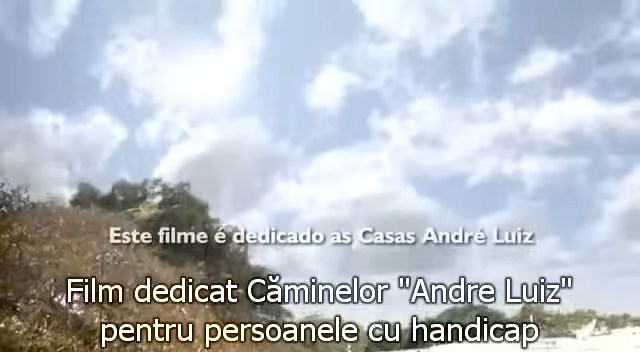 Este filme é dedicado as Casas André Luiz
Film dedicat Căminelor "Andre Luiz"
pentru persoanele cu handicap